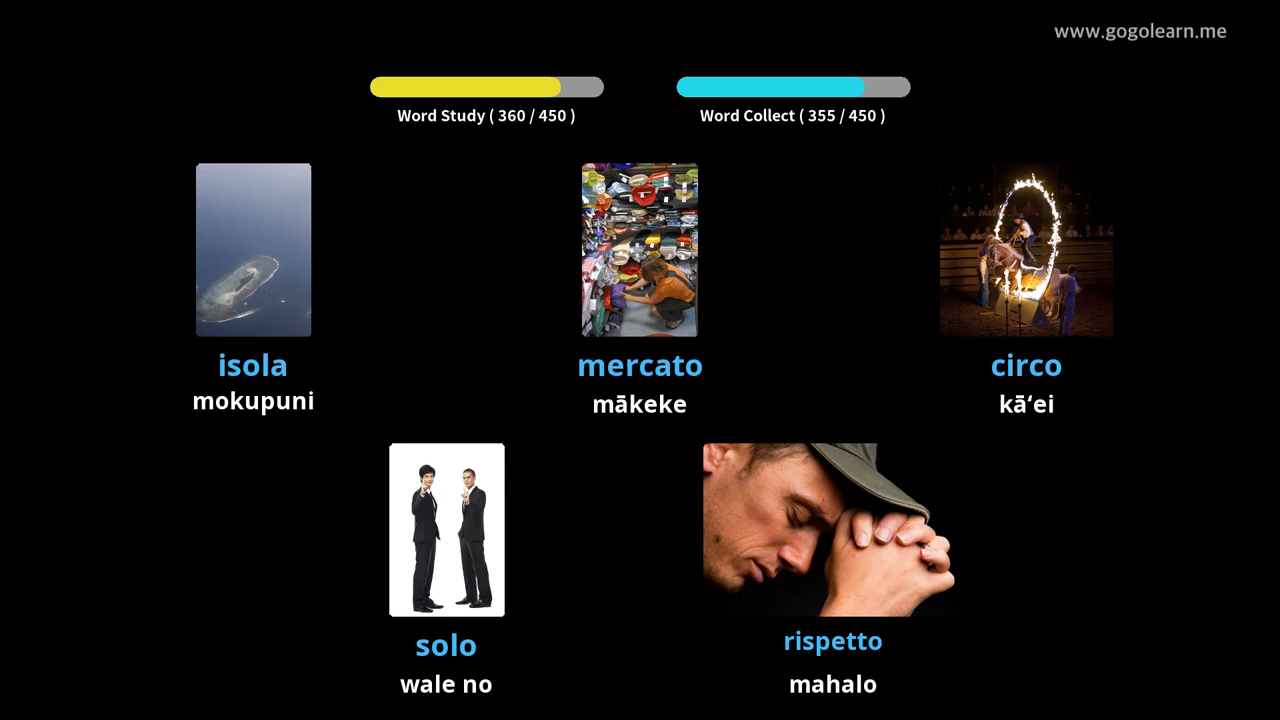 www.gogolearn.me
Word Study ( 360 / 450 )
Word Collect ( 355 / 450 )
isola
mokupuni
mercato
mākeke
circo
kāʻei
solo
wale no
rispetto
mahalo